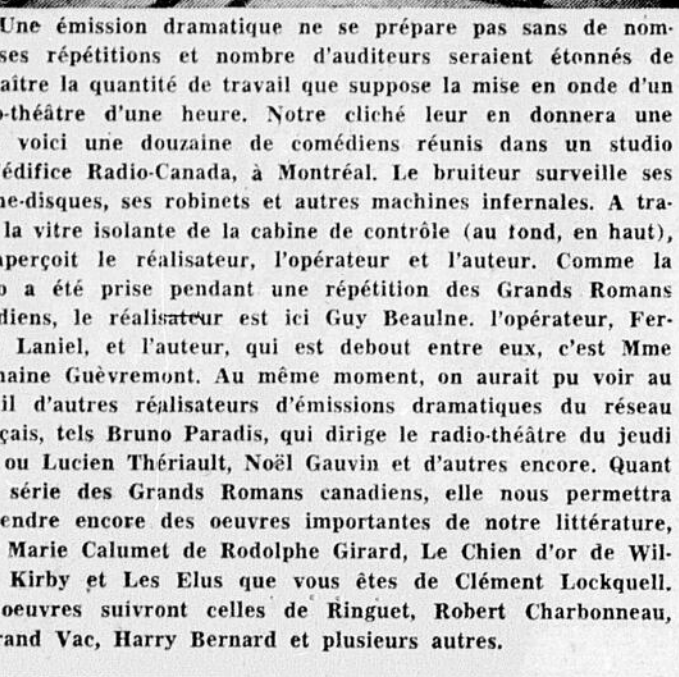 Une émission dramatique ne se prépare pas sans de nom-
ses répétitions et nombre d'auditeurs seraient étonnés de
aître la quantité de travail que suppose la mise en onde d'un
-théâtre d'une heure. Notre cliché leur en donnera une
voici une douzaine de comédiens réunis dans un studio
'édifice Radio-Canada, à Montréal. Le bruiteur surveille ses
ne-disques, ses robinets et autres machines infernales. A tra-
la vitre isolante de la cabine de contrôle (au fond, en haut),
aperçoit le réalisateur, l'opérateur et l'auteur. Comme la
o a été prise pendant une répétition des Grands Romans
diens, le réalisateur est ici Guy Beaulne. l'opérateur, Fer-
Laniel, et l'auteur, qui est debout entre eux, c'est Mme
maine Guèvremont. Au même moment, on aurait pu voir au
il d'autres réalisateurs d'émissions dramatiques du réseau
çais, tels Bruno Paradis, qui dirige le radio-théâtre du jeudi
ou Lucien Thériault, Noël Gauvin et d'autres encore. Quant
série des Grands Romans canadiens, elle nous permettra
endre encore des oeuvres importantes de notre littérature,
Marie Calumet de Rodolphe Girard, Le Chien d'or de Wil-
Kirby et Les Elus que vous êtes de Clément Lockquell.
oeuvres suivront celles de Ringuet, Robert Charbonneau,
rand Vac, Harry Bernard et plusieurs autres.